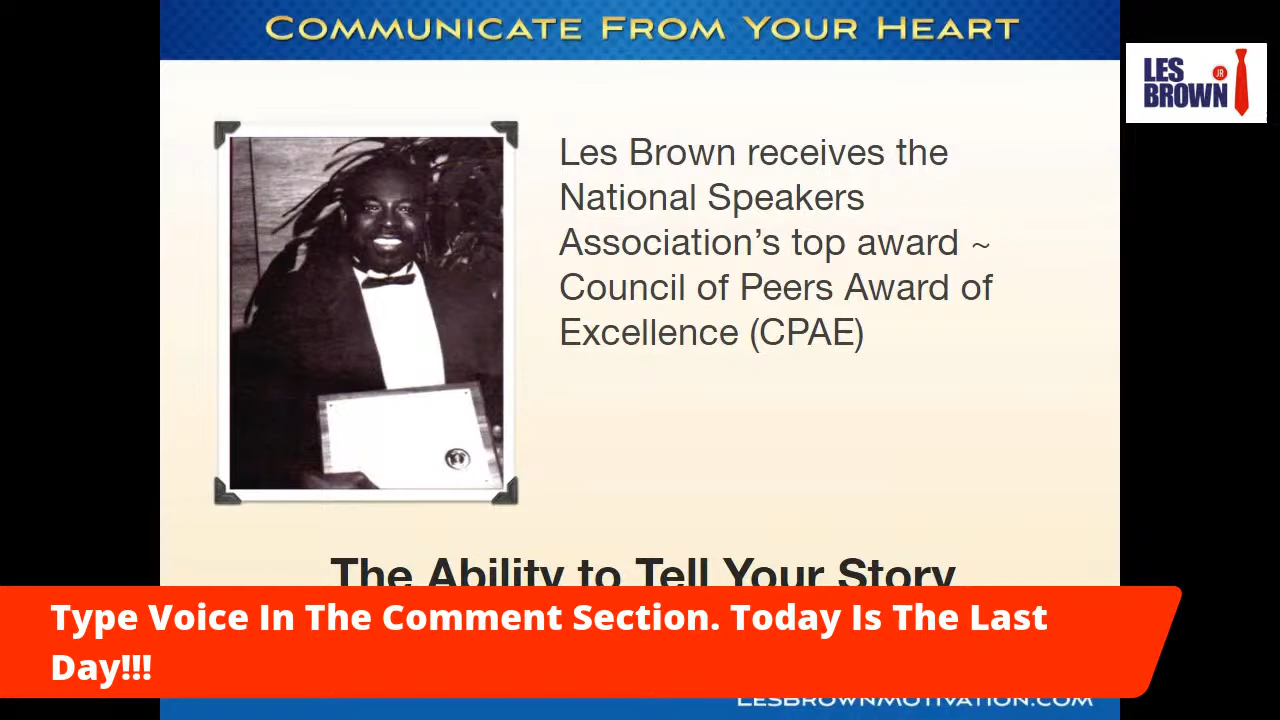 COMMUNICATE FROM YOUR HEART
LES
JR
BROWN
Les Brown receives the
National Speakers
Association’s top award ~
Council of Peers Award of
Excellence (CPAE)
The Ability to Tell Your Story
Type Voice In The Comment Section. Today Is The Last
Day!!!
LESBROWNMOTIVATION.COM